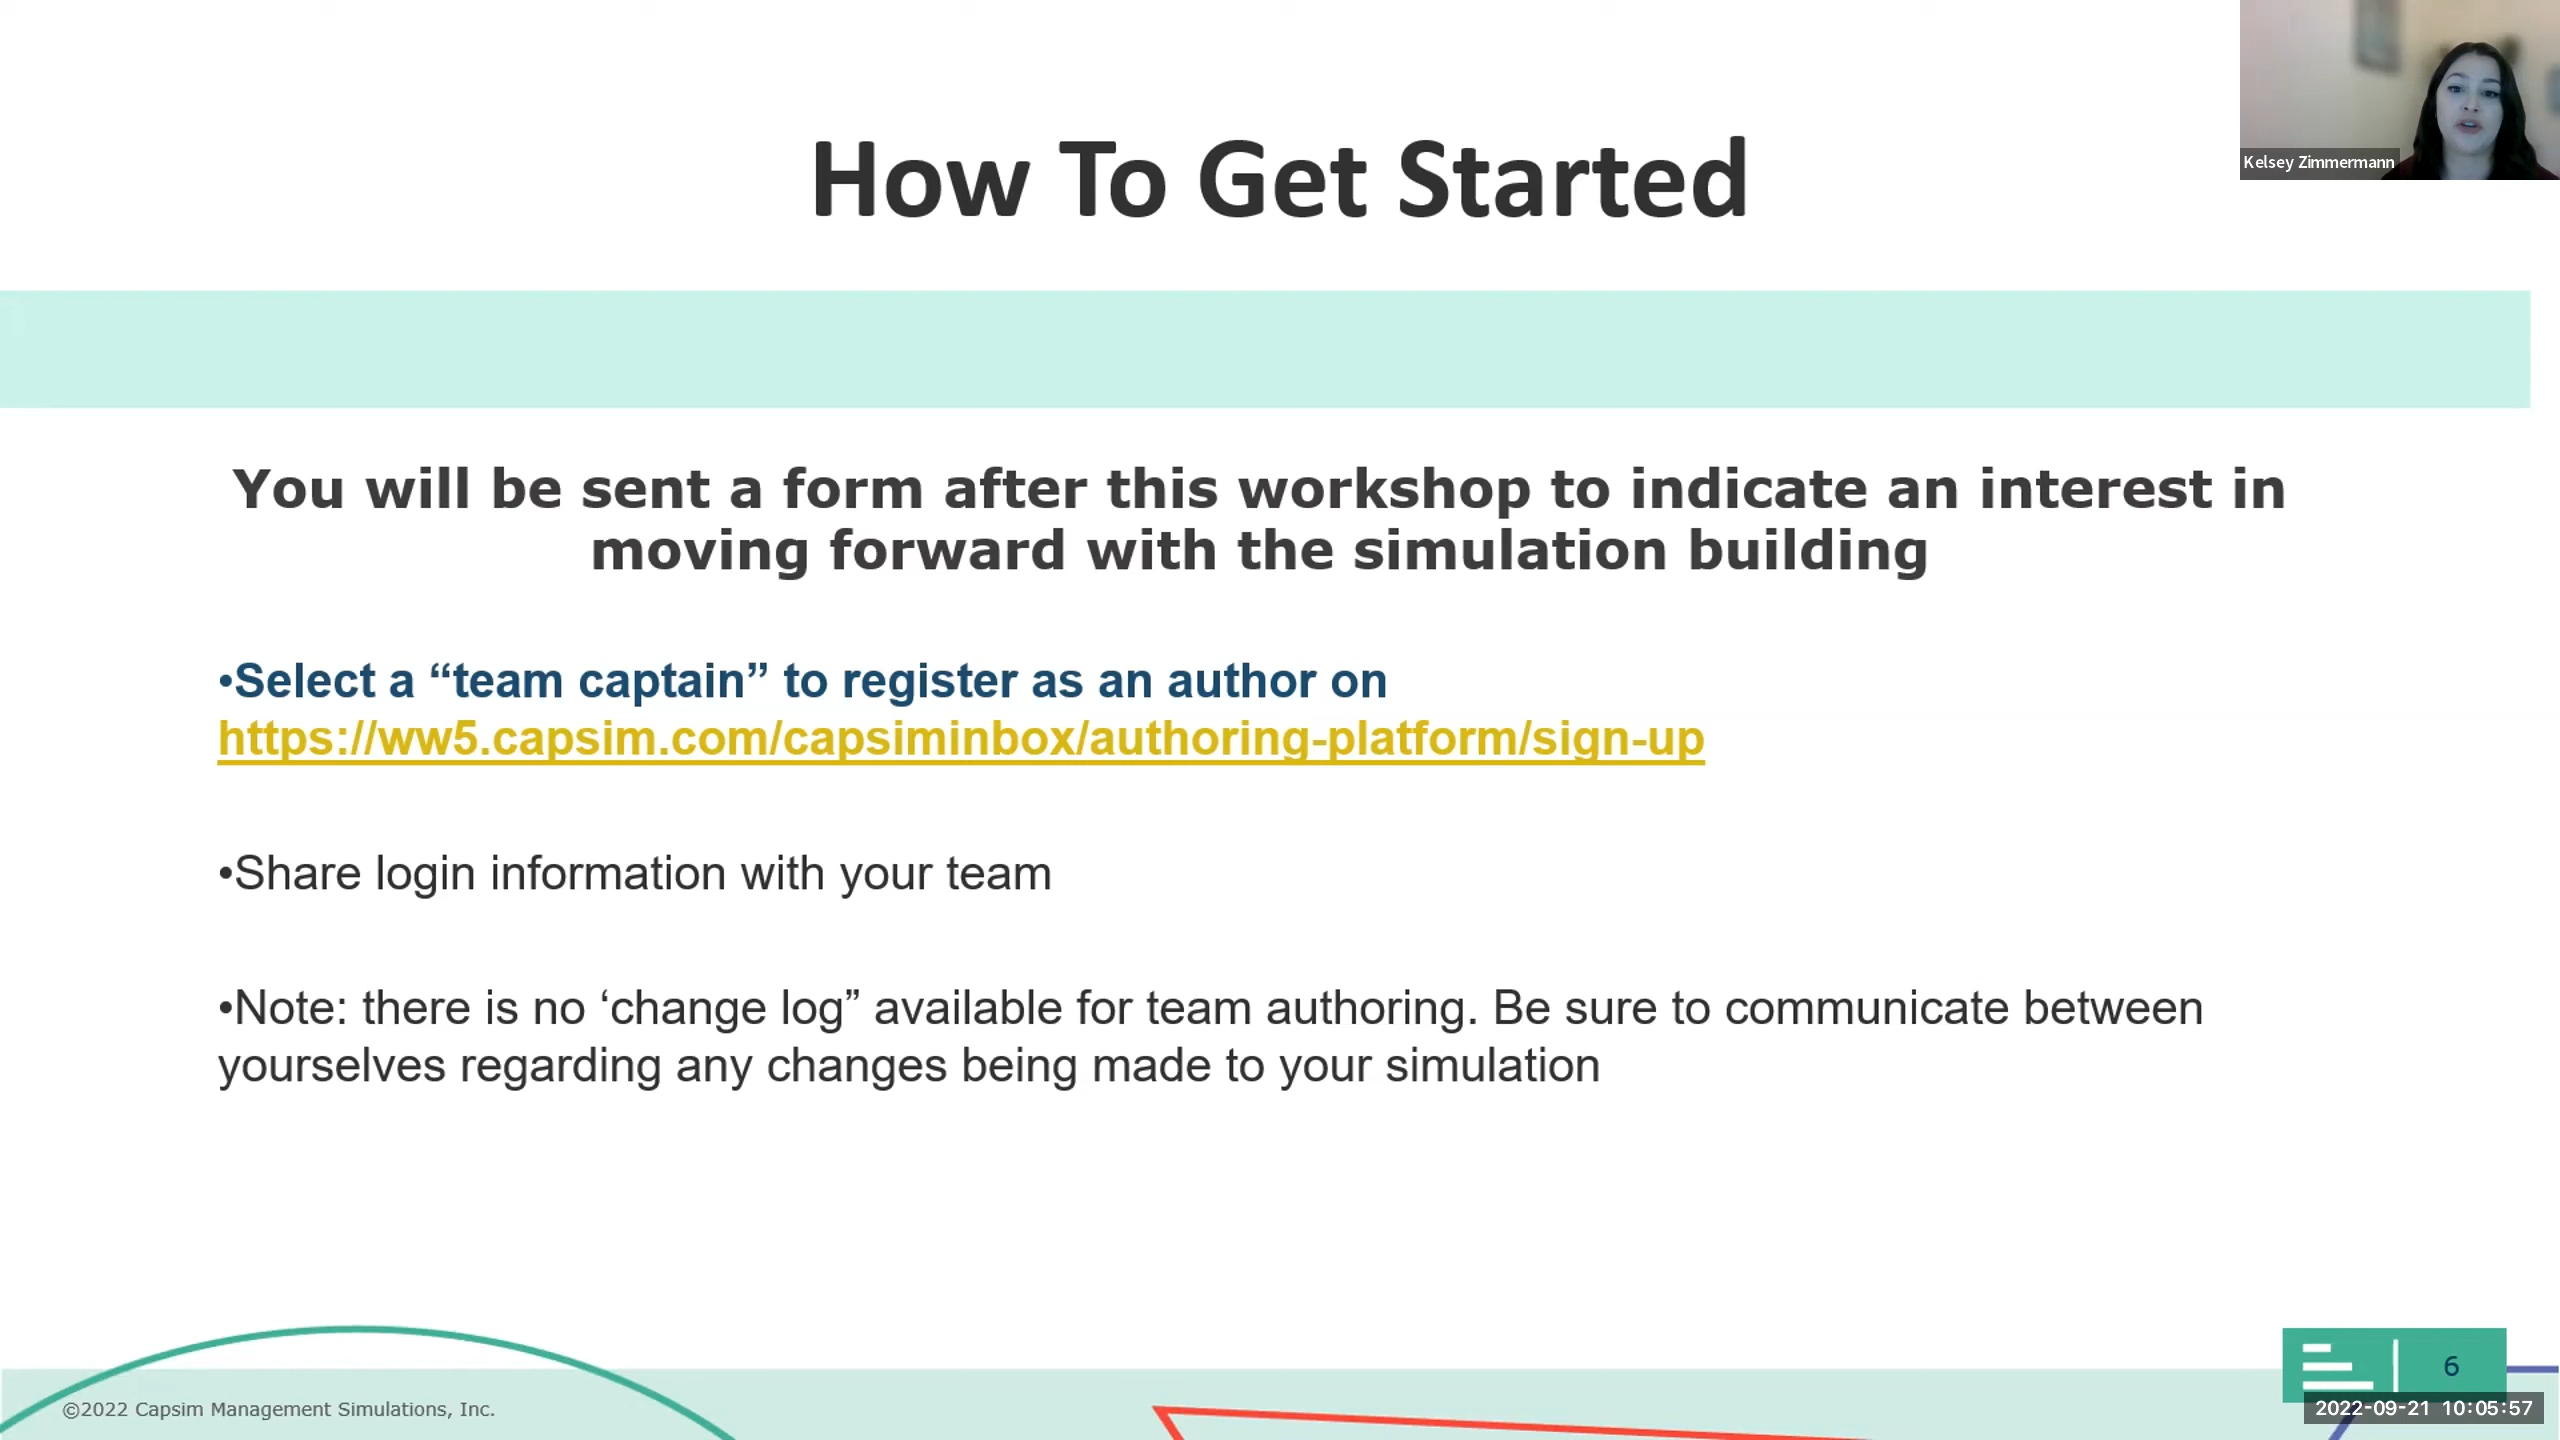 How To Get Started
Kelsey Zimmermann
You will be sent a form after this workshop to indicate an interest in
moving forward with the simulation building
•Select a “team captain” to register as an author on
https://ww5.capsim.com/capsiminbox/authoring-platform/sign-up
•Share login information with your team
•Note: there is no ‘change log” available for team authoring. Be sure to communicate between
yourselves regarding any changes being made to your simulation
©2022 Capsim Management Simulations, Inc.
6
2022-09-21 10:05:57